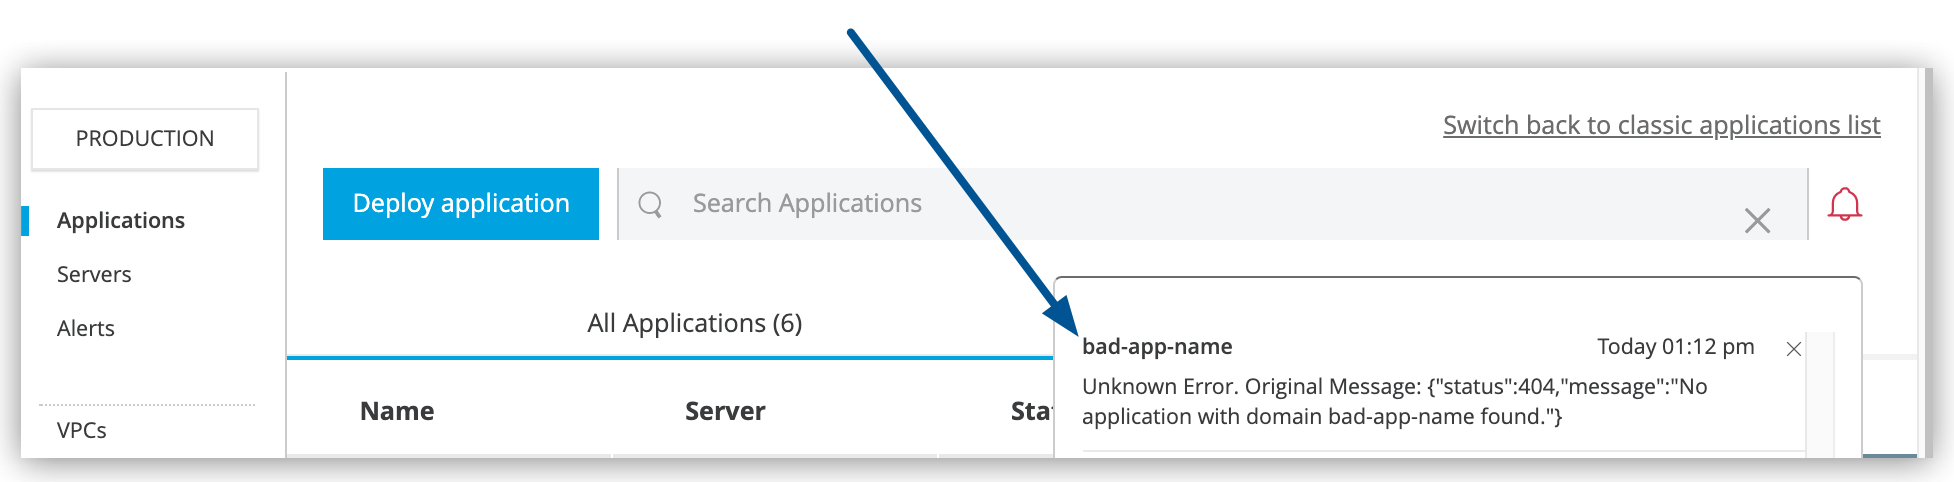 PRODUCTION
Applications
Servers
Alerts
VPCs
Switch back to classic applications list
Deploy application
Search Applications
All Applications (6)
Name Server Sta
bad-app-name Today 01:12 pm
Unknown Error. Original Message: {"status":404,"message":"No
application with domain bad-app-name found."}